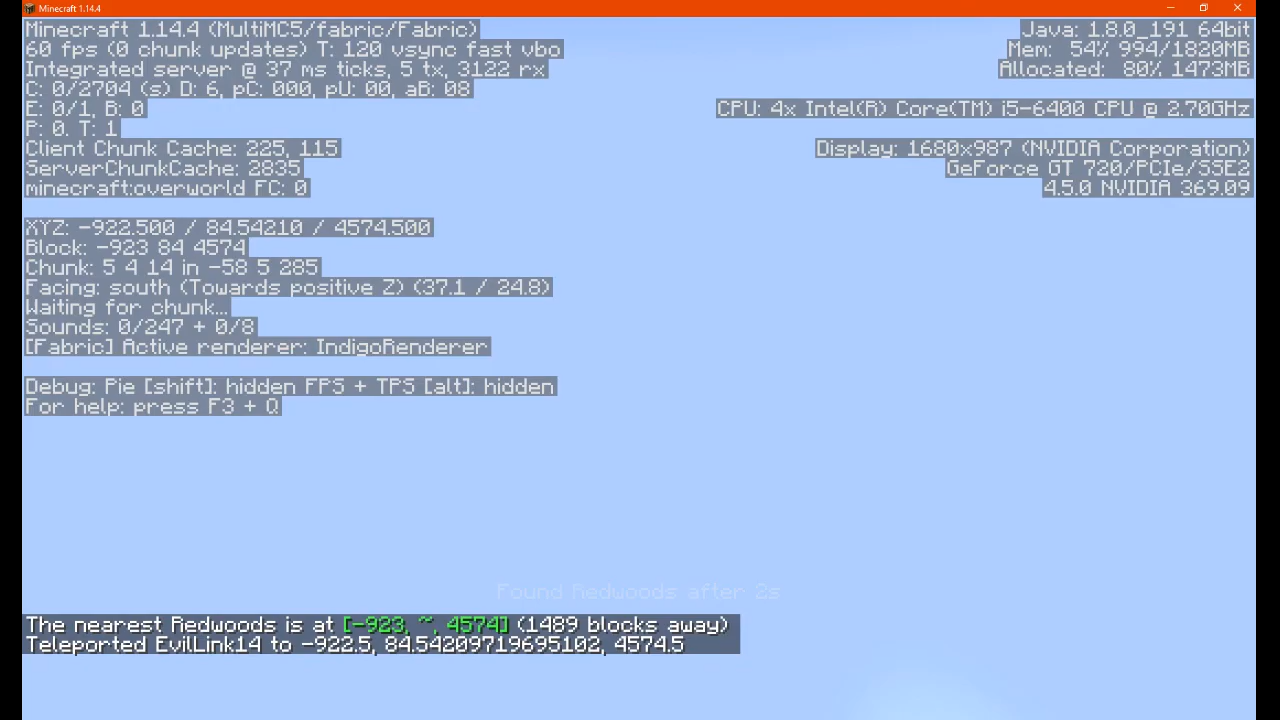 Minecraft 1.14.4
Minecraft 1.14.4 (MultiMC5/fabric/Fabric)
60 fps (0 chunk updates) T: 120 vsync fast vbo
Integrated server @ 37 ms ticks, 5 tx, 3122 rx
C: 0/2704 (s) D: 6, pC: 000, pU: 00, aB: 08
E: 0/1, B: 0
P: 0. T: 1
Client Chunk Cache: 225, 115
ServerChunkCache: 2835
minecraft:overworld FC: 0
XYZ: -922.500 / 84.54210 / 4574.500
Block: -923 84 4574
Chunk: 5 4 14 in -58 5 285
Facing: south (Towards positive Z) (37.1 / 24.8)
Waiting for chunk...
Sounds: 0/247 + 0/8
[Fabric] Active renderer: IndigoRenderer
Debug: Pie [shift]: hidden FPS + TPS [alt]: hidden
For help: press F3 + Q
Java: 1.8.0_191 64bit
Mem: 54% 994/1820MB
Allocated: 80% 1473MB
CPU: 4x Intel(R) Core(TM) i5-6400 CPU @ 2.70GHz
Display: 1680x987 (NVIDIA Corporation)
GeForce GT 720/PCIe/SSE2
4.5.0 NVIDIA 369.09
Found Redwoods after 2s
The nearest Redwoods is at [-923, ~, 4574] (1489 blocks away)
Teleported EvilLink14 to -922.5, 84.54209719695102, 4574.5